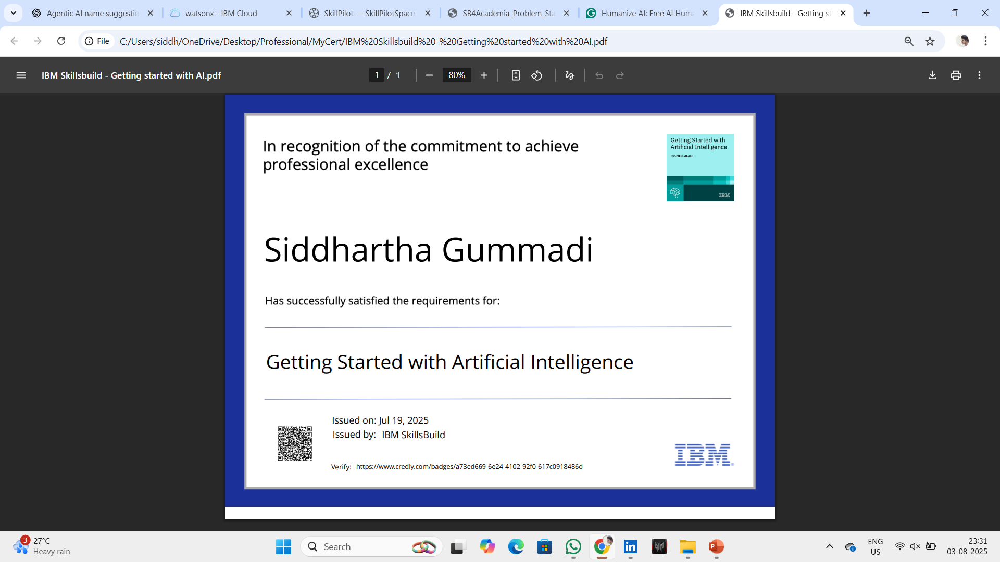 Agentic AI name suggestio
watsonx - IBM Cloud
SkillPilot — SkillPilotSpace
SB4Academia_Problem_Sta
Humanize AI: Free AI Huma
IBM Skillsbuild - Getting st
File
C:/Users/siddh/OneDrive/Desktop/Professional/MyCert/IBM%20Skillsbuild%20-%20Getting%20started%20with%20AI.pdf
IBM Skillsbuild - Getting started with AI.pdf
1 / 1
80%
In recognition of the commitment to achieve
professional excellence
Getting Started with
Artificial Intelligence
IBM SkillsBuild
IBM
Siddhartha Gummadi
Has successfully satisfied the requirements for:
Getting Started with Artificial Intelligence
Issued on: Jul 19, 2025
Issued by: IBM SkillsBuild
Verify: https://www.credly.com/badges/a73ed669-6e24-4102-92f0-617c0918486d
IBM
3
27°C
Heavy rain
Search
ENG
US
23:31
03-08-2025